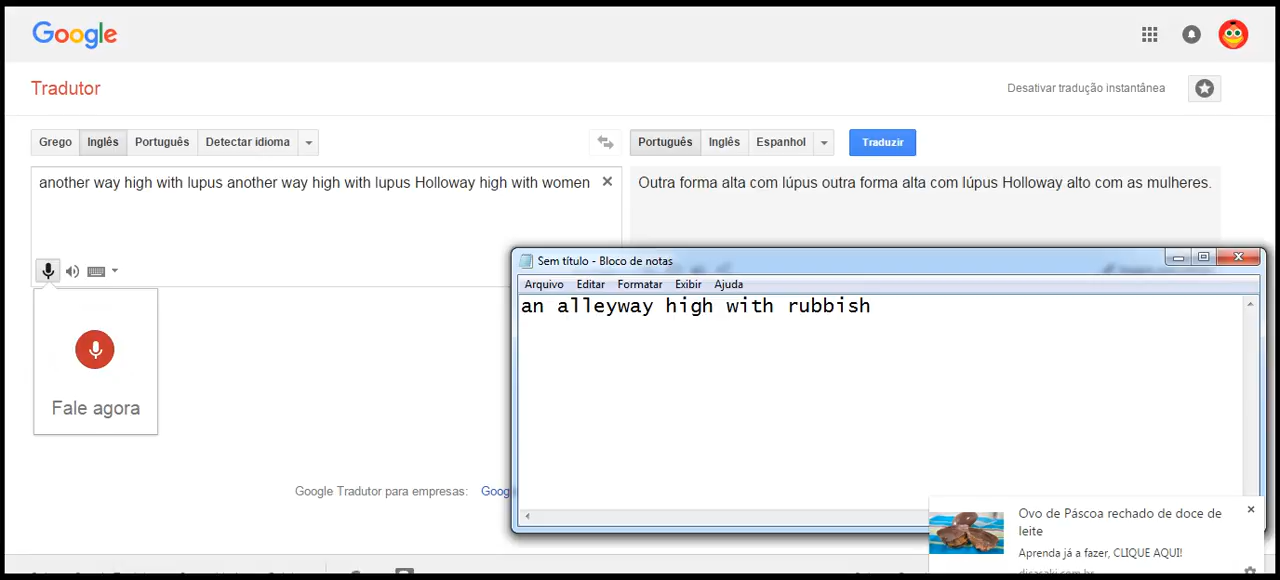 Google
Tradutor
Desativar tradução instantânea
Grego Inglês Português Detectar idioma
Português Inglês Espanhol Traduzir
another way high with lupus another way high with lupus Holloway high with women
Outra forma alta com lúpus outra forma alta com lúpus Holloway alto com as mulheres.
Fale agora
Google Tradutor para empresas:
Sem título - Bloco de notas
Arquivo Editar Formatar Exibir Ajuda
an alleyway high with rubbish
Ovo de Páscoa rechado de doce de
leite
Aprenda já a fazer, CLIQUE AQUI!